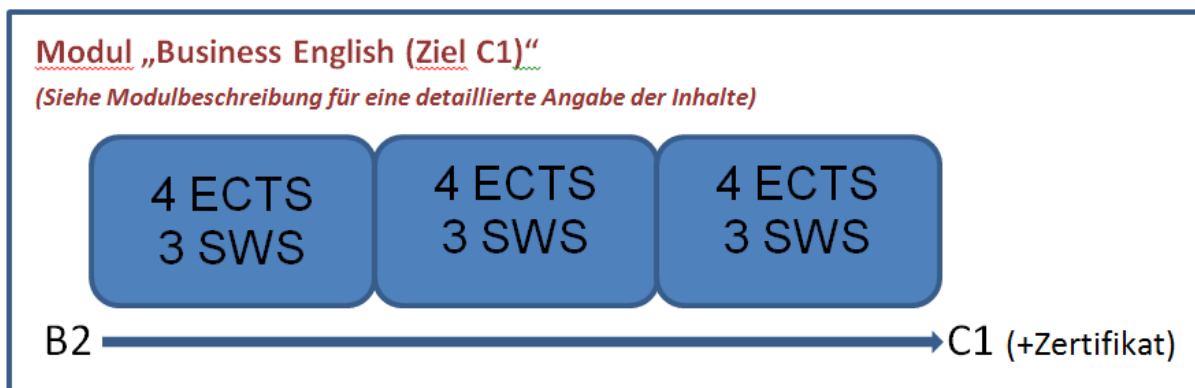 Modul „Business English (Ziel C1)“
(Siehe Modulbeschreibung für eine detaillierte Angabe der Inhalte)
4 ECTS
3 SWS
4 ECTS
3 SWS
4 ECTS
3 SWS
B2
C1 (+Zertifikat)